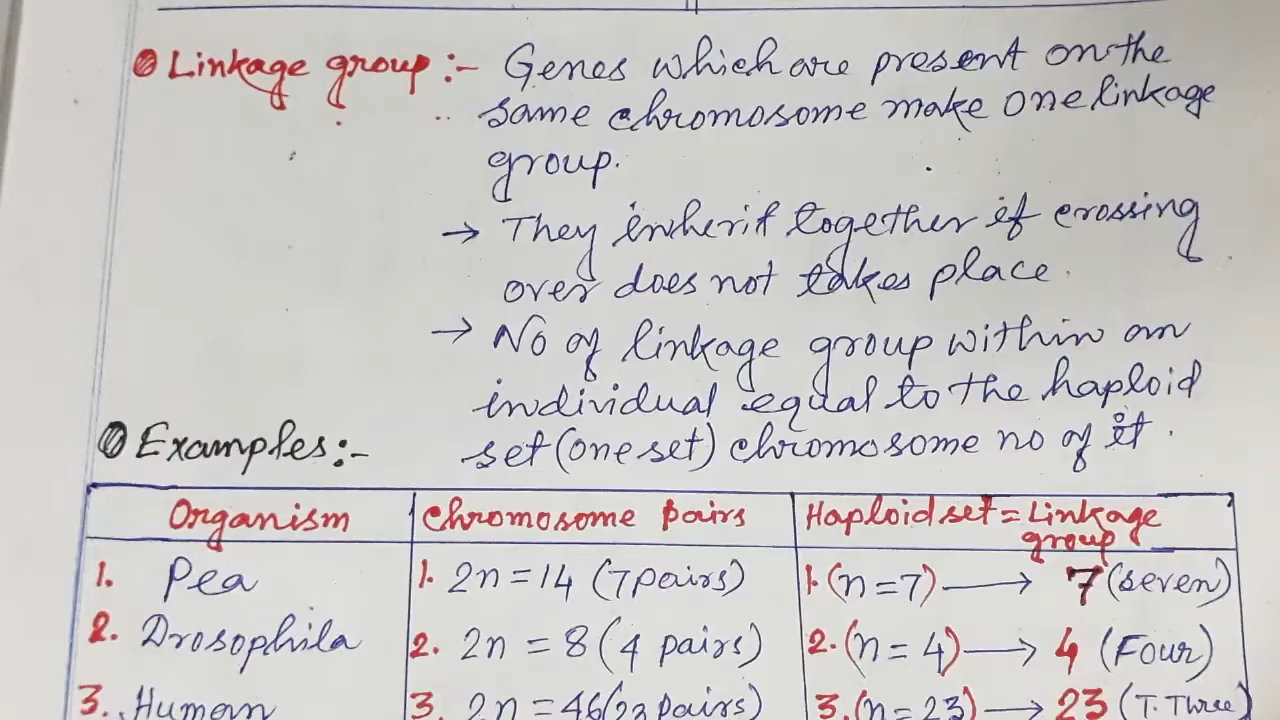 Linkage group :- Genes which are present on the
same chromosome make one linkage
group.
→ They inherit together if crossing
over does not takes place.
→ No of linkage group within an
individual equal to the haploid
set (one set) chromosome no of it.
Examples:-
Organism Chromosome pairs Haploid set = Linkage
group
1. Pea 1. 2n = 14 (7 pairs) 1. (n = 7) → 7 (seven)
2. Drosophila 2. 2n = 8 (4 pairs) 2. (n = 4) → 4 (Four)
3. Human 3. 2n = 46 (23 pairs) 3. (n = 23) → 23 (T. Three)